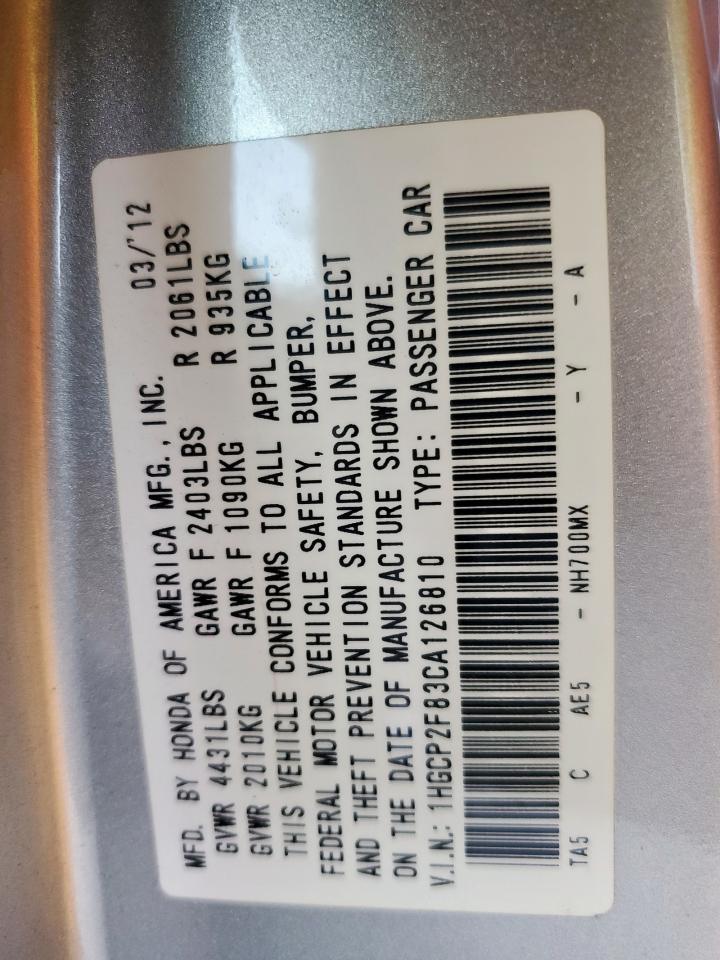 MFD. BY HONDA OF AMERICA MFG., INC. 03/'12
GVWR 4431LBS GAWR F 2403LBS R 2061LBS
GVWR 2010KG GAWR F 1090KG R 935KG
THIS VEHICLE CONFORMS TO ALL APPLICABLE
FEDERAL MOTOR VEHICLE SAFETY, BUMPER,
AND THEFT PREVENTION STANDARDS IN EFFECT
ON THE DATE OF MANUFACTURE SHOWN ABOVE.
V.I.N.: 1HGCP2F83CA126810 TYPE: PASSENGER CAR
TA5 C AE5 - NH700MX - Y - A